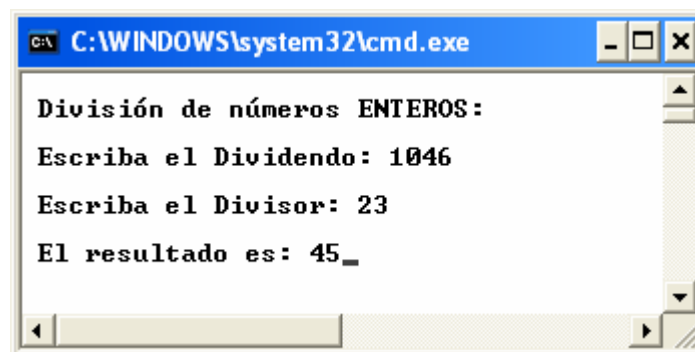 C:\WINDOWS\system32\cmd.exe
División de números ENTEROS:
Escriba el Dividendo: 1046
Escriba el Divisor: 23
El resultado es: 45_